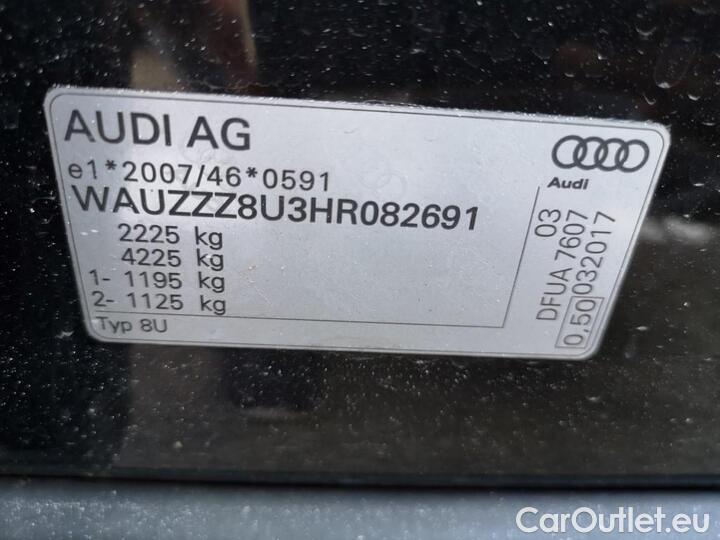 AUDI AG
e1*2007/46*0591
WAUZZZ8U3HR082691
2225 kg
4225 kg
1- 1195 kg
2- 1125 kg
Typ 8U
Audi
03
DFUA 7607
0,50 032017
CarOutlet.eu